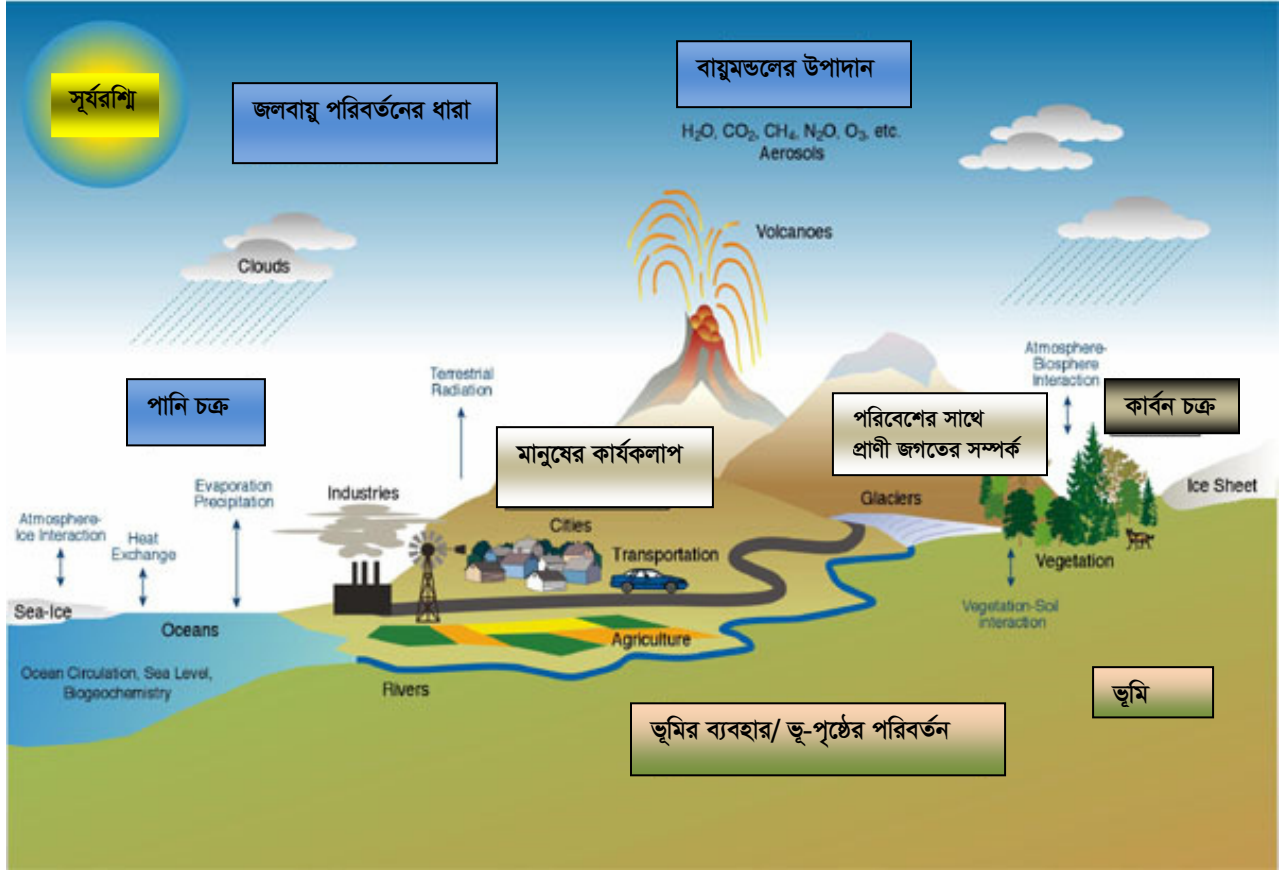 সূর্যরশ্মি
জলবায়ু পরিবর্তনের ধারা
বায়ুমন্ডলের উপাদান
H₂O, CO₂, CH₄, N₂O, O₃, etc.
Aerosols
Volcanoes
Clouds
Terrestrial
Radiation
Atmosphere-
Biosphere
Interaction
পানি চক্র
মানুষের কার্যকলাপ
পরিবেশের সাথে
প্রাণী জগতের সম্পর্ক
কার্বন চক্র
Evaporation
Precipitation
Industries
Glaciers
Ice Sheet
Atmosphere-
Ice Interaction
Heat
Exchange
Cities
Transportation
Vegetation
Sea-Ice
Oceans
Agriculture
Vegetation-Soil
interaction
Ocean Circulation, Sea Level,
Biogeochemistry
Rivers
ভূমি
ভূমির ব্যবহার/ ভূ-পৃষ্ঠের পরিবর্তন